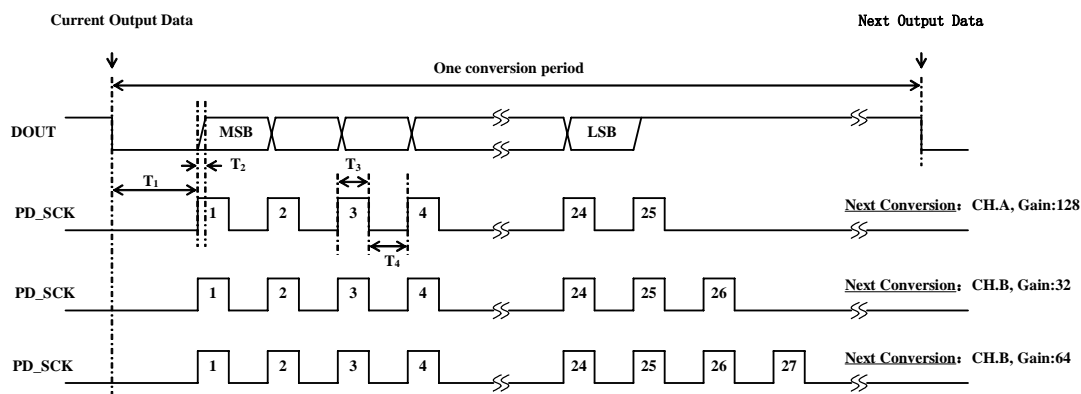 Current Output Data
Next Output Data
One conversion period
DOUT
MSB
LSB
T2
T3
T1
PD_SCK
1 2 3 4 24 25
Next Conversion：CH.A, Gain:128
T4
PD_SCK
1 2 3 4 24 25 26
Next Conversion：CH.B, Gain:32
PD_SCK
1 2 3 4 24 25 26 27
Next Conversion：CH.B, Gain:64